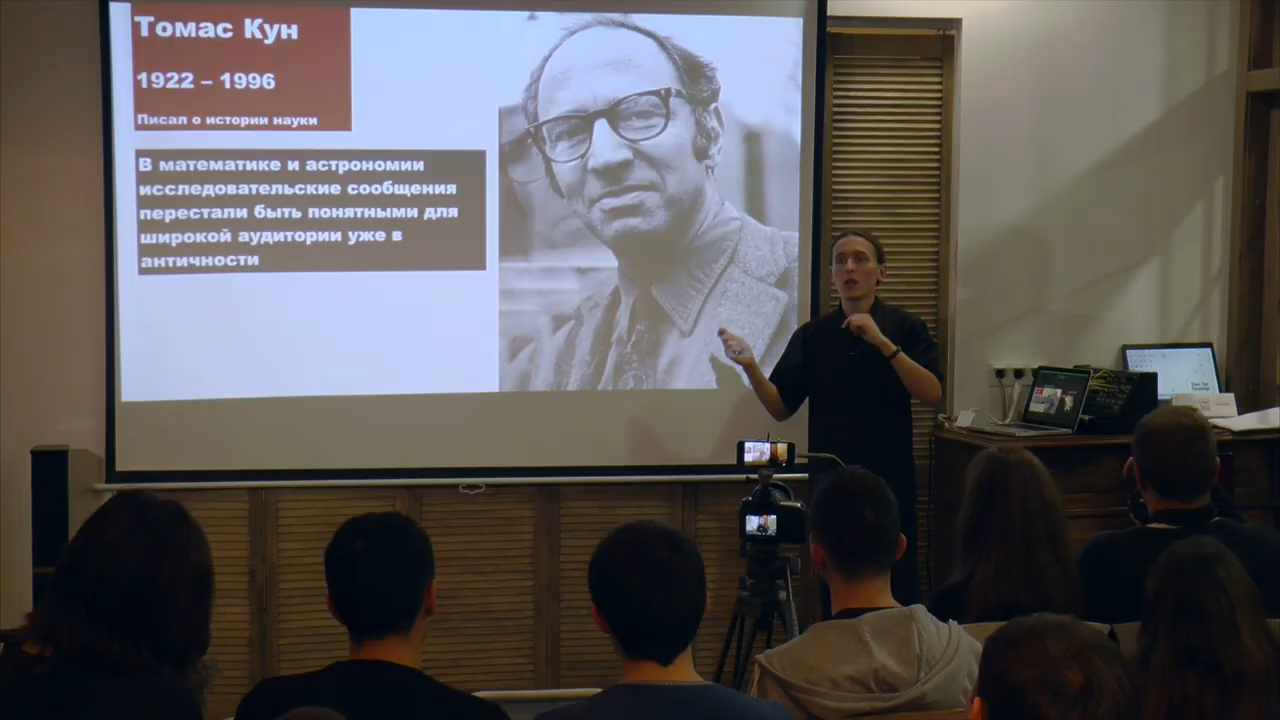 Томас Кун
1922 – 1996
Писал о истории науки
В математике и астрономии
исследовательские сообщения
перестали быть понятными для
широкой аудитории уже в
античности